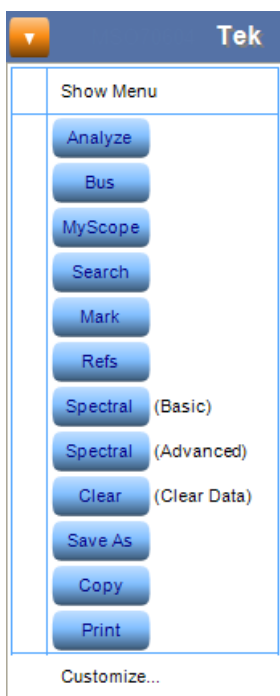 Tek
Show Menu
Analyze
Bus
MyScope
Search
Mark
Refs
Spectral (Basic)
Spectral (Advanced)
Clear (Clear Data)
Save As
Copy
Print
Customize...